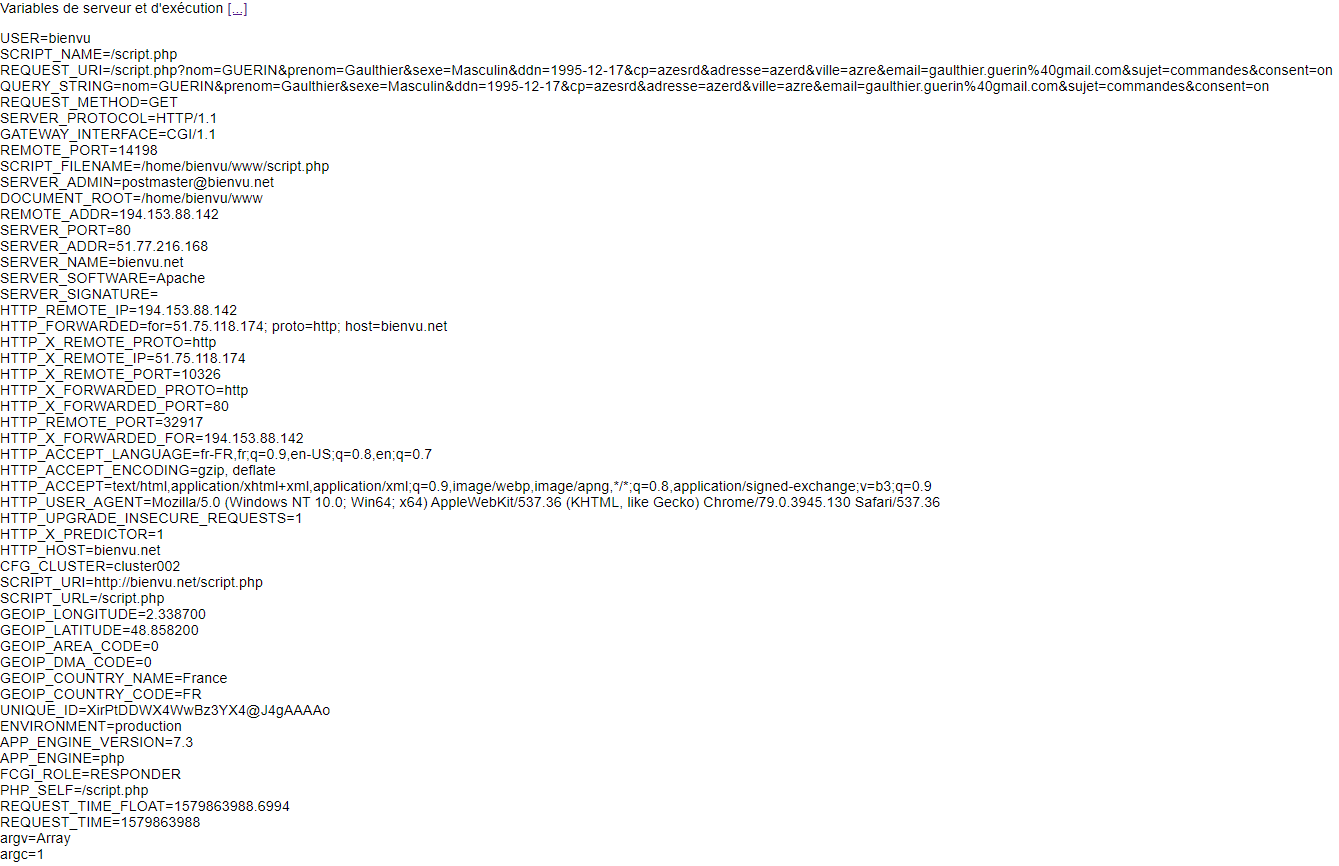 Variables de serveur et d'exécution [...]
USER=bienvu
SCRIPT_NAME=/script.php
REQUEST_URI=/script.php?nom=GUERIN&prenom=Gaulthier&sexe=Masculin&ddn=1995-12-17&cp=azesrd&adresse=azerd&ville=azre&email=gaulthier.guerin%40gmail.com&sujet=commandes&consent=on
QUERY_STRING=nom=GUERIN&prenom=Gaulthier&sexe=Masculin&ddn=1995-12-17&cp=azesrd&adresse=azerd&ville=azre&email=gaulthier.guerin%40gmail.com&sujet=commandes&consent=on
REQUEST_METHOD=GET
SERVER_PROTOCOL=HTTP/1.1
GATEWAY_INTERFACE=CGI/1.1
REMOTE_PORT=14198
SCRIPT_FILENAME=/home/bienvu/www/script.php
SERVER_ADMIN=postmaster@bienvu.net
DOCUMENT_ROOT=/home/bienvu/www
REMOTE_ADDR=194.153.88.142
SERVER_PORT=80
SERVER_ADDR=51.77.216.168
SERVER_NAME=bienvu.net
SERVER_SOFTWARE=Apache
SERVER_SIGNATURE=
HTTP_REMOTE_IP=194.153.88.142
HTTP_FORWARDED=for=51.75.118.174; proto=http; host=bienvu.net
HTTP_X_REMOTE_PROTO=http
HTTP_X_REMOTE_IP=51.75.118.174
HTTP_X_REMOTE_PORT=10326
HTTP_X_FORWARDED_PROTO=http
HTTP_X_FORWARDED_PORT=80
HTTP_REMOTE_PORT=32917
HTTP_X_FORWARDED_FOR=194.153.88.142
HTTP_ACCEPT_LANGUAGE=fr-FR,fr;q=0.9,en-US;q=0.8,en;q=0.7
HTTP_ACCEPT_ENCODING=gzip, deflate
HTTP_ACCEPT=text/html,application/xhtml+xml,application/xml;q=0.9,image/webp,image/apng,*/*;q=0.8,application/signed-exchange;v=b3;q=0.9
HTTP_USER_AGENT=Mozilla/5.0 (Windows NT 10.0; Win64; x64) AppleWebKit/537.36 (KHTML, like Gecko) Chrome/79.0.3945.130 Safari/537.36
HTTP_UPGRADE_INSECURE_REQUESTS=1
HTTP_X_PREDICTOR=1
HTTP_HOST=bienvu.net
CFG_CLUSTER=cluster002
SCRIPT_URI=http://bienvu.net/script.php
SCRIPT_URL=/script.php
GEOIP_LONGITUDE=2.338700
GEOIP_LATITUDE=48.858200
GEOIP_AREA_CODE=0
GEOIP_DMA_CODE=0
GEOIP_COUNTRY_NAME=France
GEOIP_COUNTRY_CODE=FR
UNIQUE_ID=XirPtDDWX4WwBz3YX4@J4gAAAAo
ENVIRONMENT=production
APP_ENGINE_VERSION=7.3
APP_ENGINE=php
FCGI_ROLE=RESPONDER
PHP_SELF=/script.php
REQUEST_TIME_FLOAT=1579863988.6994
REQUEST_TIME=1579863988
argv=Array
argc=1